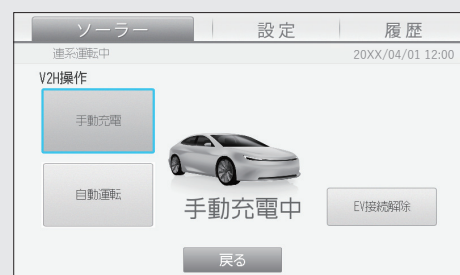 ソーラー 設定 履歴
連系運転中 20XX/04/01 12:00
V2H操作
手動充電
自動運転
手動充電中
EV接続解除
戻る